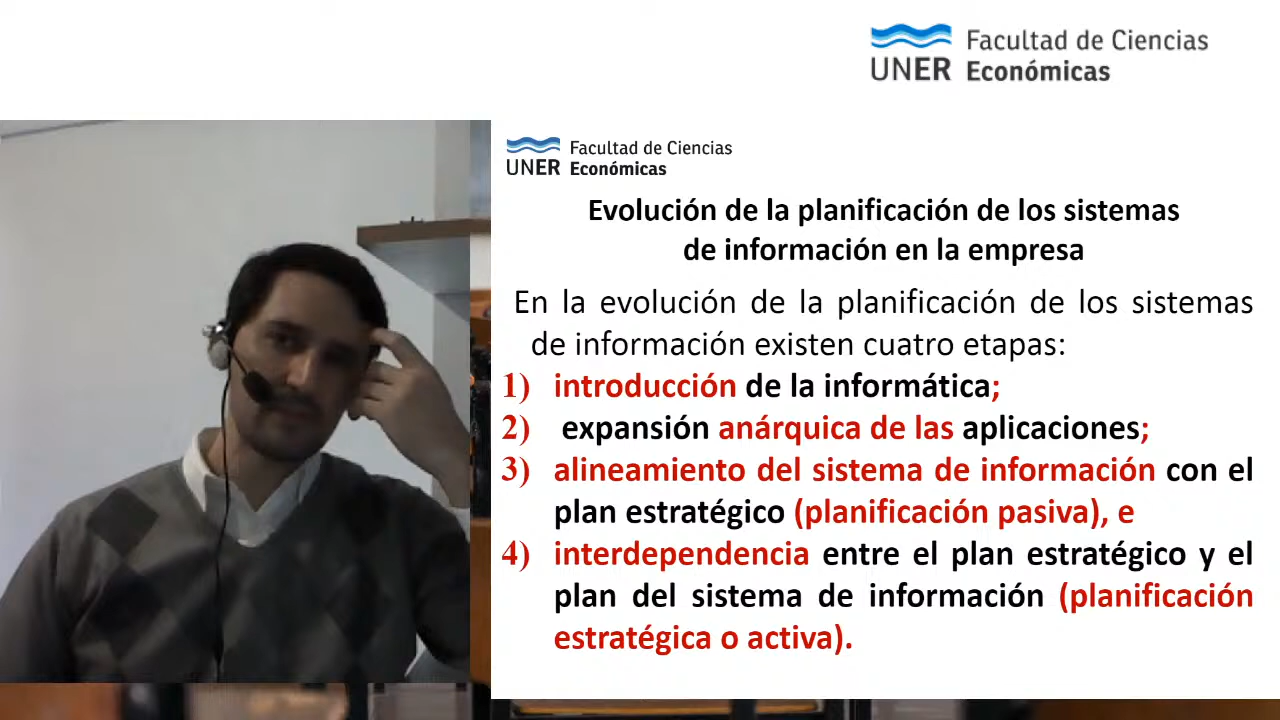 UNER Facultad de Ciencias
Económicas
UNER Facultad de Ciencias
Económicas
Evolución de la planificación de los sistemas
de información en la empresa
En la evolución de la planificación de los sistemas
de información existen cuatro etapas:
1) introducción de la informática;
2) expansión anárquica de las aplicaciones;
3) alineamiento del sistema de información con el
plan estratégico (planificación pasiva), e
4) interdependencia entre el plan estratégico y el
plan del sistema de información (planificación
estratégica o activa).